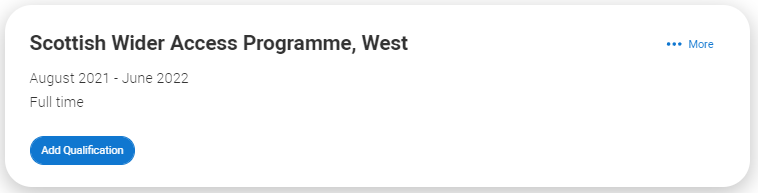 Scottish Wider Access Programme, West
More
August 2021 - June 2022
Full time
Add Qualification